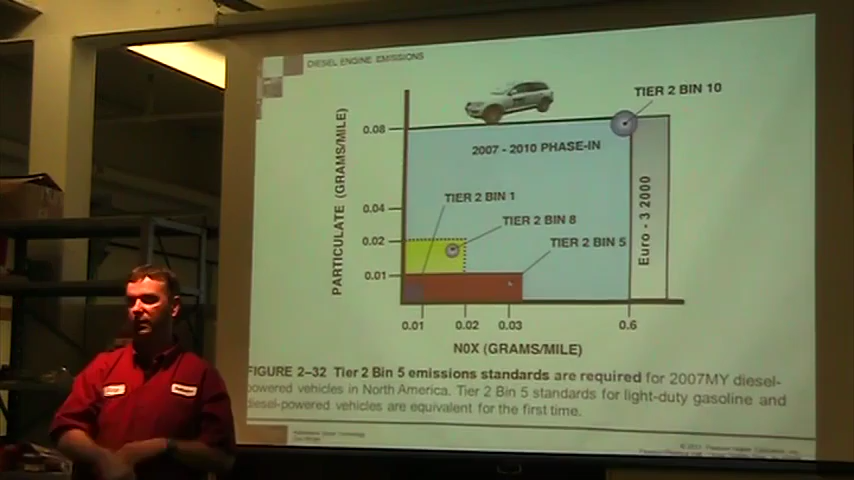 DIESEL ENGINE EMISSIONS
TIER 2 BIN 10
0.08
2007 - 2010 PHASE-IN
TIER 2 BIN 1
0.04
TIER 2 BIN 8
0.02
TIER 2 BIN 5
0.01
PARTICULATE (GRAMS/MILE)
Euro - 3 2000
0.01 0.02 0.03 0.6
N0X (GRAMS/MILE)
FIGURE 2–32 Tier 2 Bin 5 emissions standards are required for 2007MY diesel-
powered vehicles in North America. Tier 2 Bin 5 standards for light-duty gasoline and
diesel-powered vehicles are equivalent for the first time.